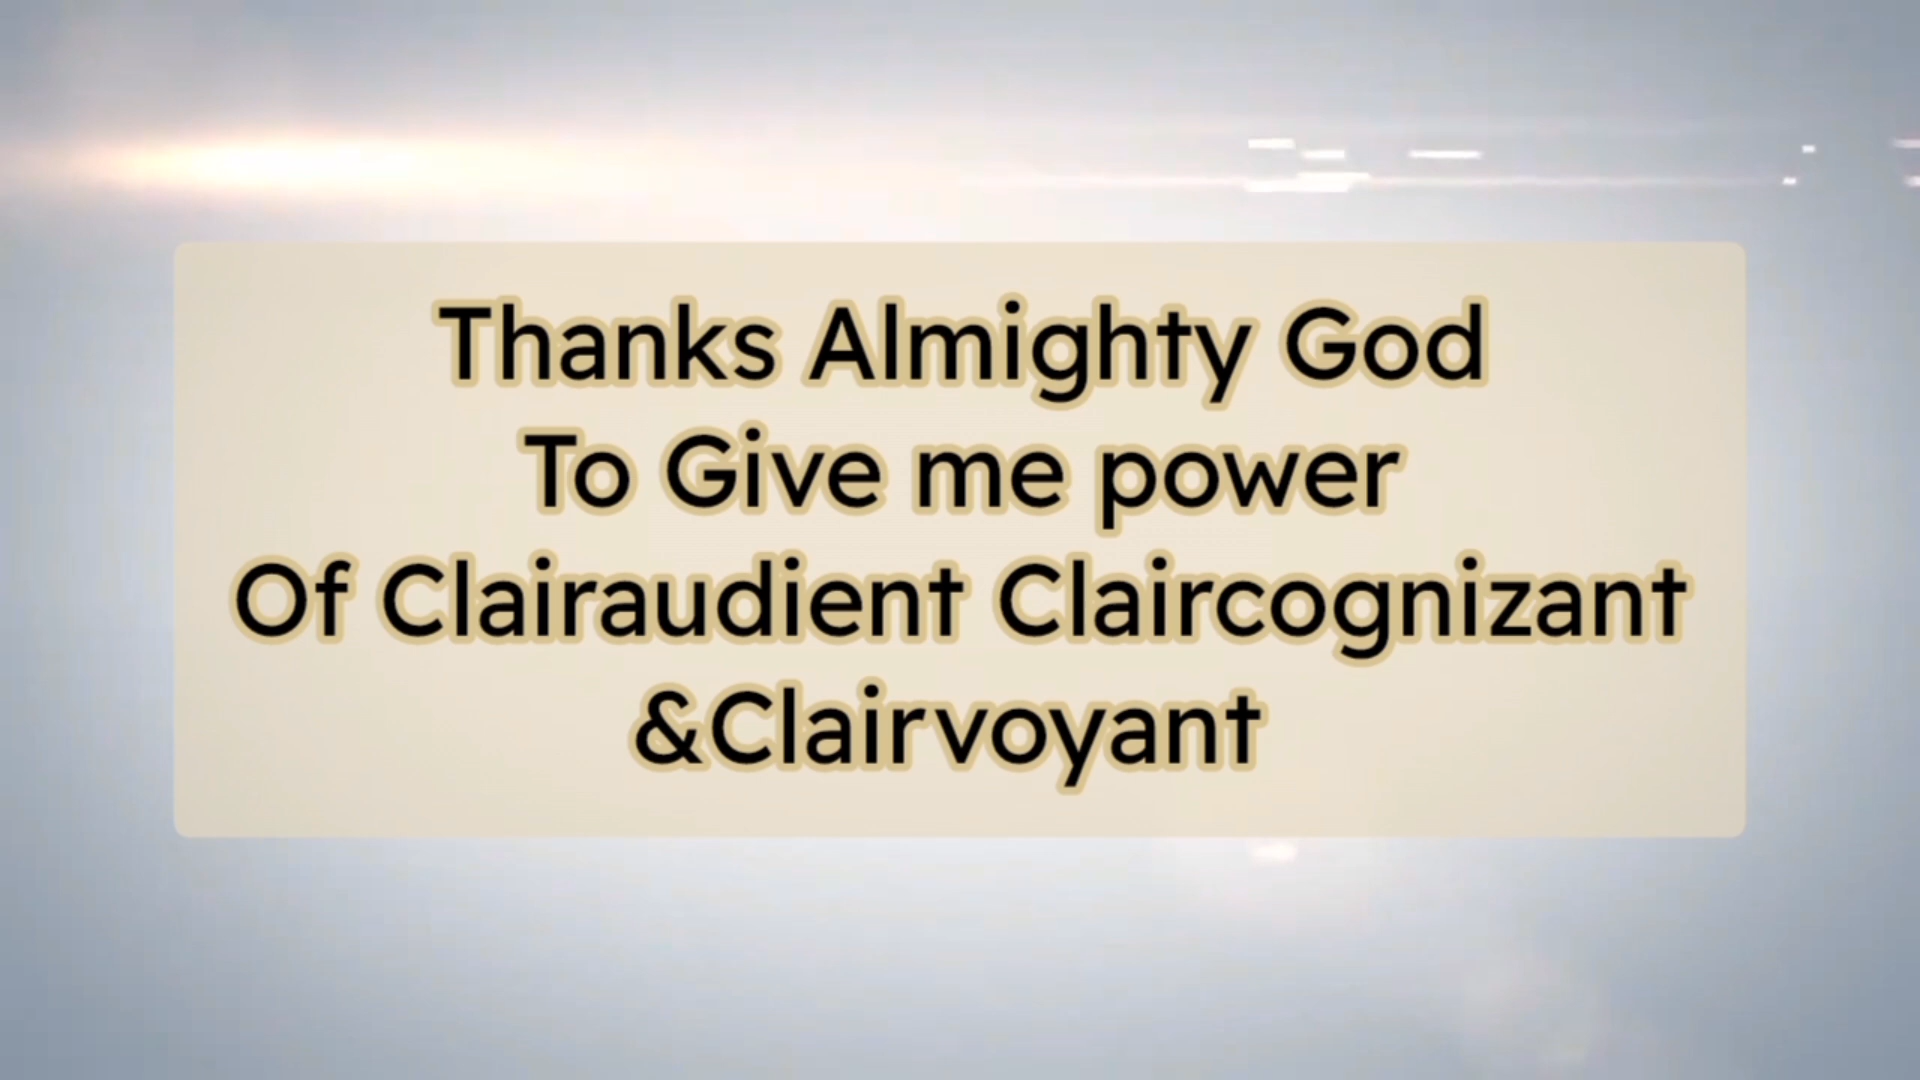 Thanks Almighty God
To Give me power
Of Clairaudient Claircognizant
&Clairvoyant